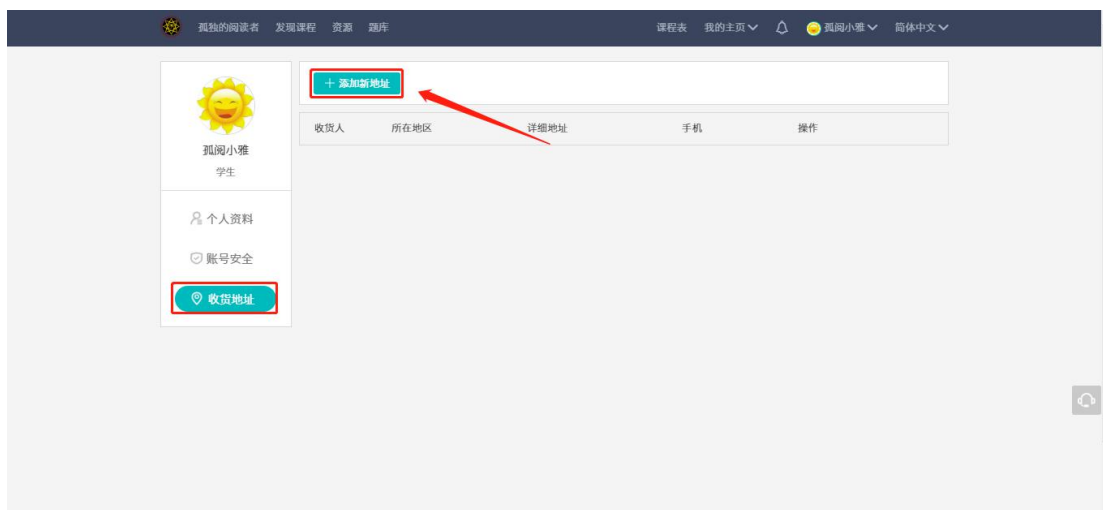 孤独的阅读者 发现课程 资源 题库 课程表 我的主页 孤阅小雅 简体中文
+ 添加新地址
收货人 所在地区 详细地址 手机 操作
孤阅小雅
学生
个人资料
账号安全
收货地址